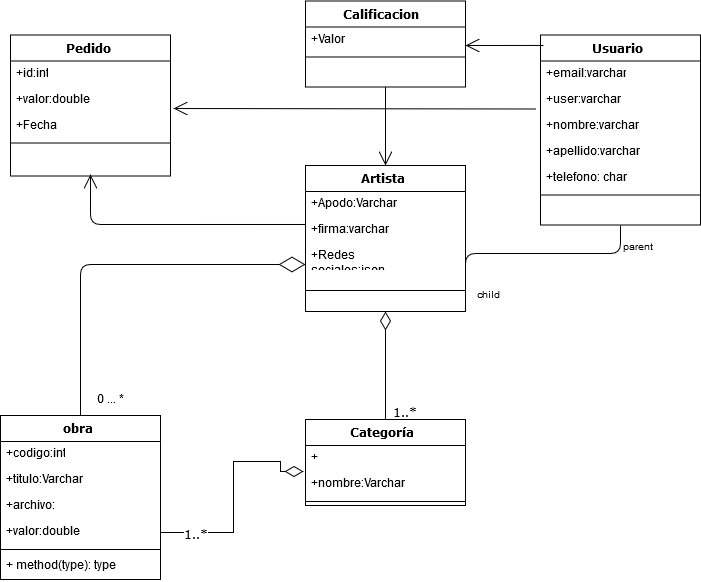 Calificacion
+Valor
Pedido
+id:int
+valor:double
+Fecha
Usuario
+email:varchar
+user:varchar
+nombre:varchar
+apellido:varchar
+telefono: char
parent
Artista
+Apodo:Varchar
+firma:varchar
+Redes
sociales:json
child
0 ... *
1..*
obra
+codigo:int
+titulo:Varchar
+archivo:
+valor:double
+ method(type): type
1..*
Categoría
+
+nombre:Varchar